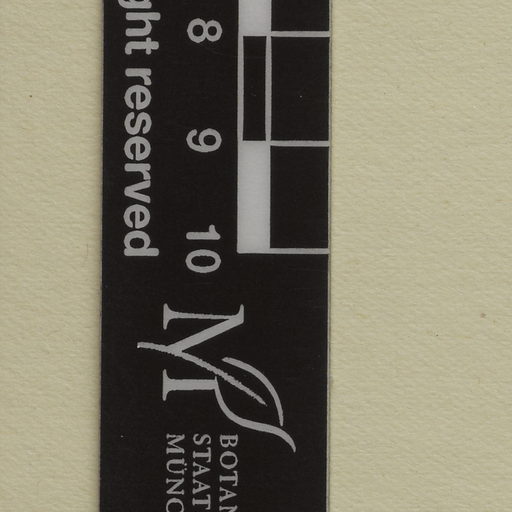 ght reserved
8
9
10
M
BOTAN
STAAT
MÜNC